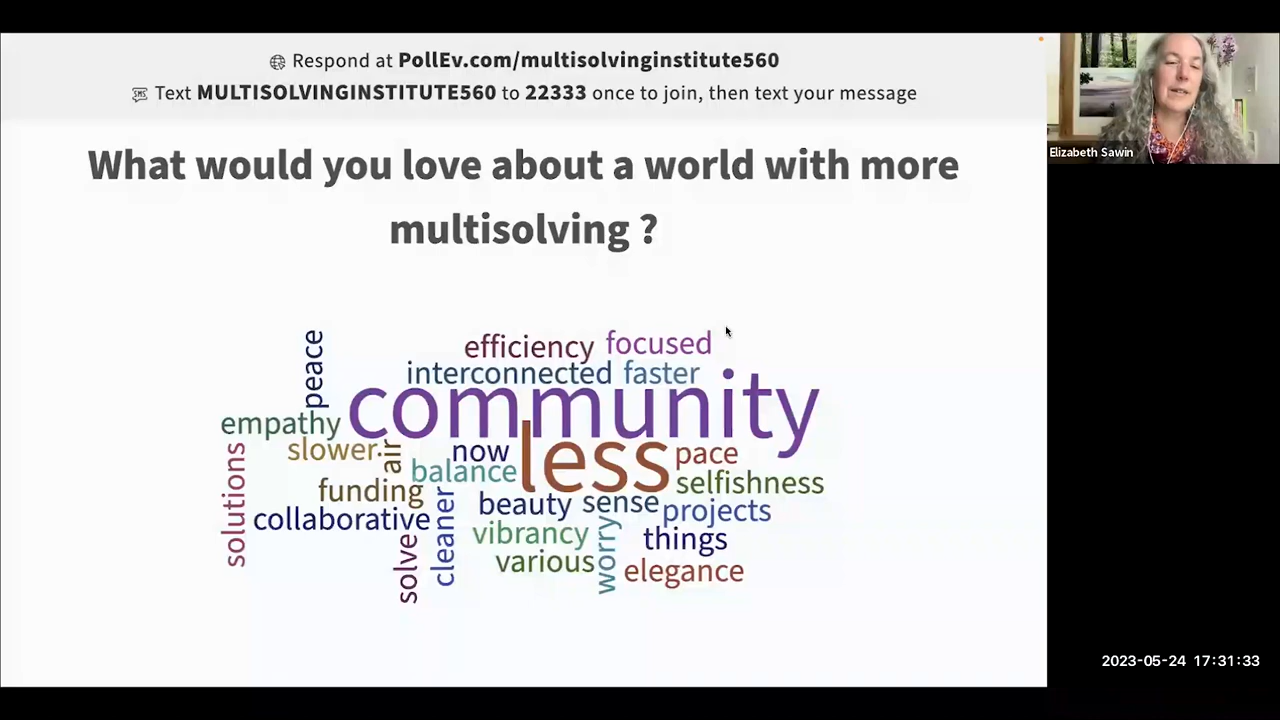 Respond at PollEv.com/multisolvinginstitute560
Text MULTISOLVINGINSTITUTE560 to 22333 once to join, then text your message
Elizabeth Sawin
What would you love about a world with more
multisolving ?
peace
efficiency focused
interconnected faster
community
empathy
slower..
air
now
less
pace
balance
selfishness
solutions
funding
cleaner
beauty sense
projects
collaborative
vibrancy
worry
things
solve
various
elegance
2023-05-24 17:31:33